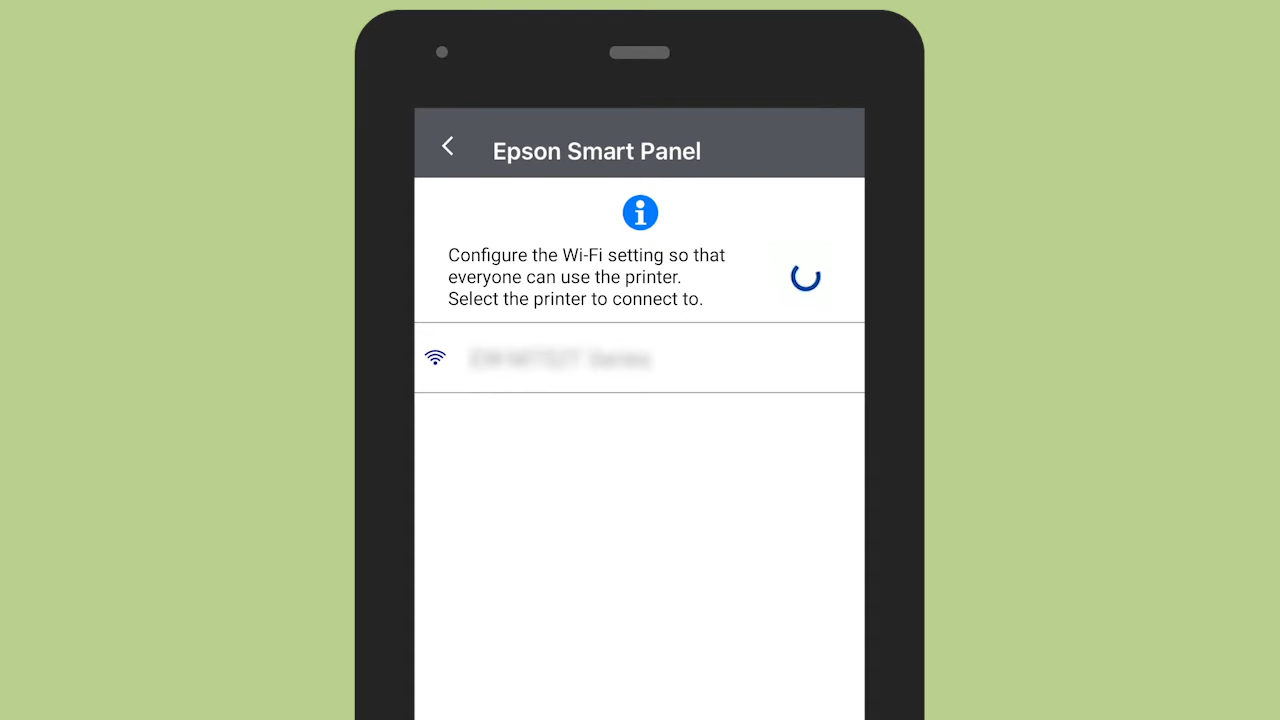 Epson Smart Panel
Configure the Wi-Fi setting so that
everyone can use the printer.
Select the printer to connect to.
Series